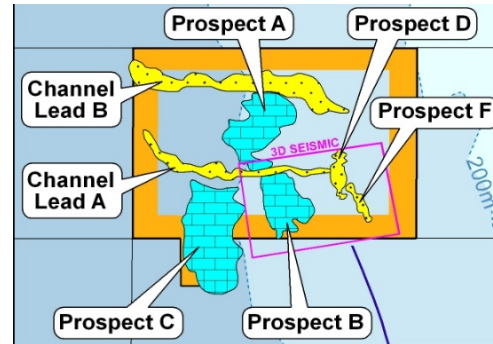 Prospect A
Prospect D
Channel
Lead B
Prospect F
3D SEISMIC
Channel
Lead A
200m
Prospect C
Prospect B